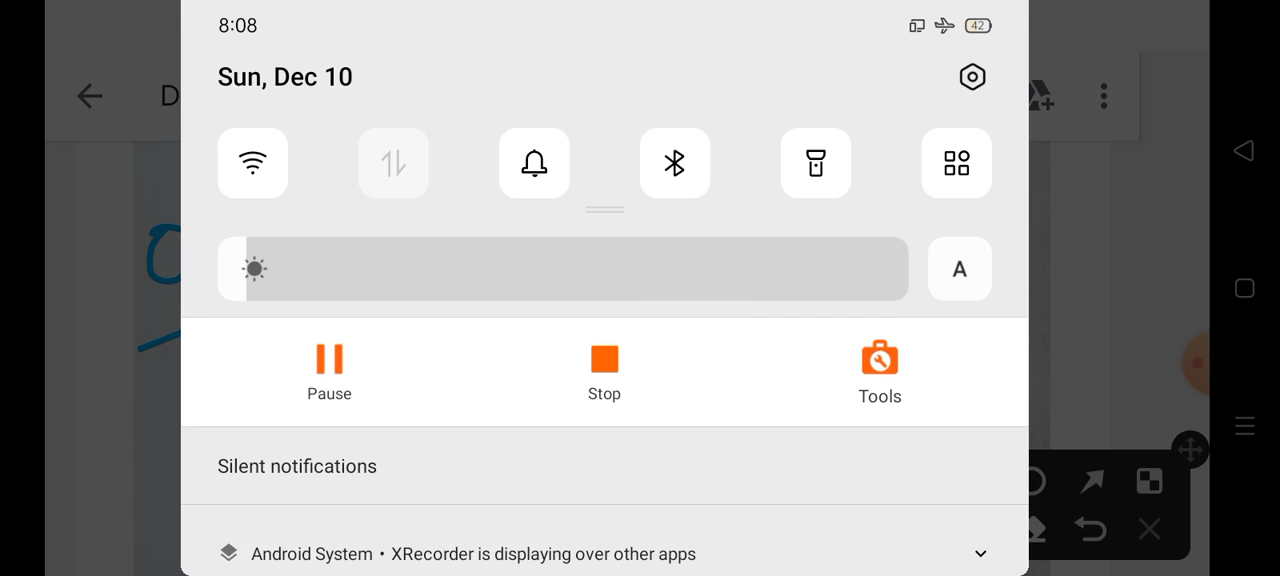 8:08
42
Sun, Dec 10
D
A
Pause
Stop
Tools
Silent notifications
Android System • XRecorder is displaying over other apps